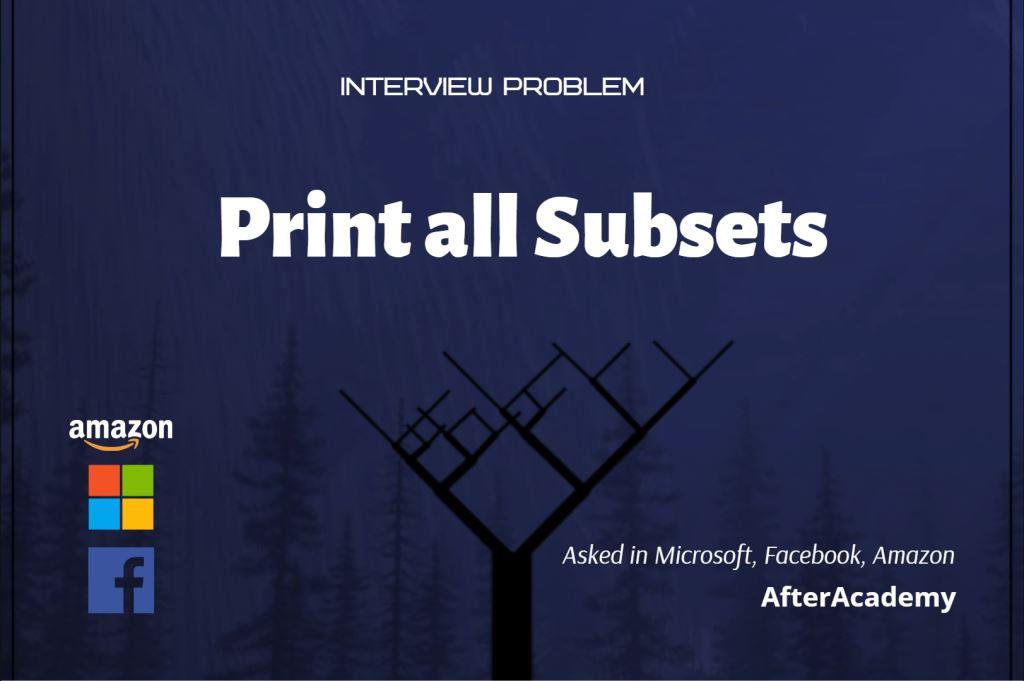 INTERVIEW PROBLEM
Print all Subsets
amazon
f
Asked in Microsoft, Facebook, Amazon
AfterAcademy